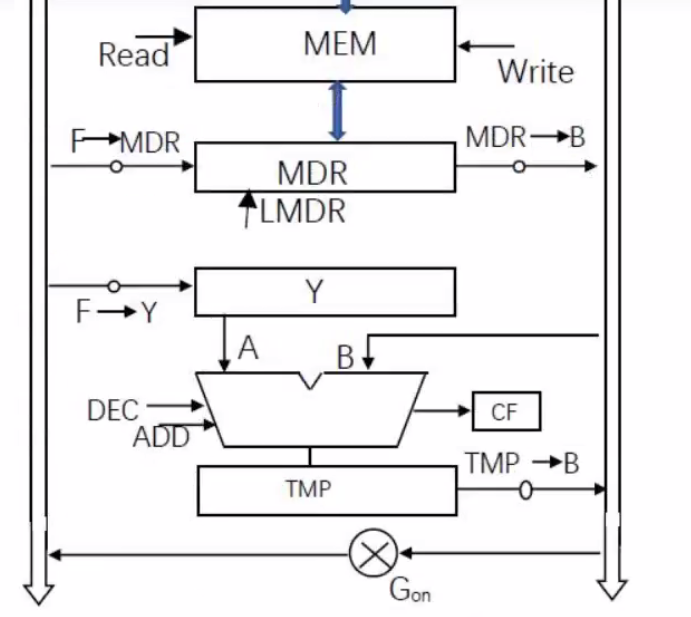 Read
MEM
Write
F→MDR
MDR→B
MDR
LMDR
Y
F→Y
A
B
DEC
ADD
CF
TMP
TMP→B
Gon